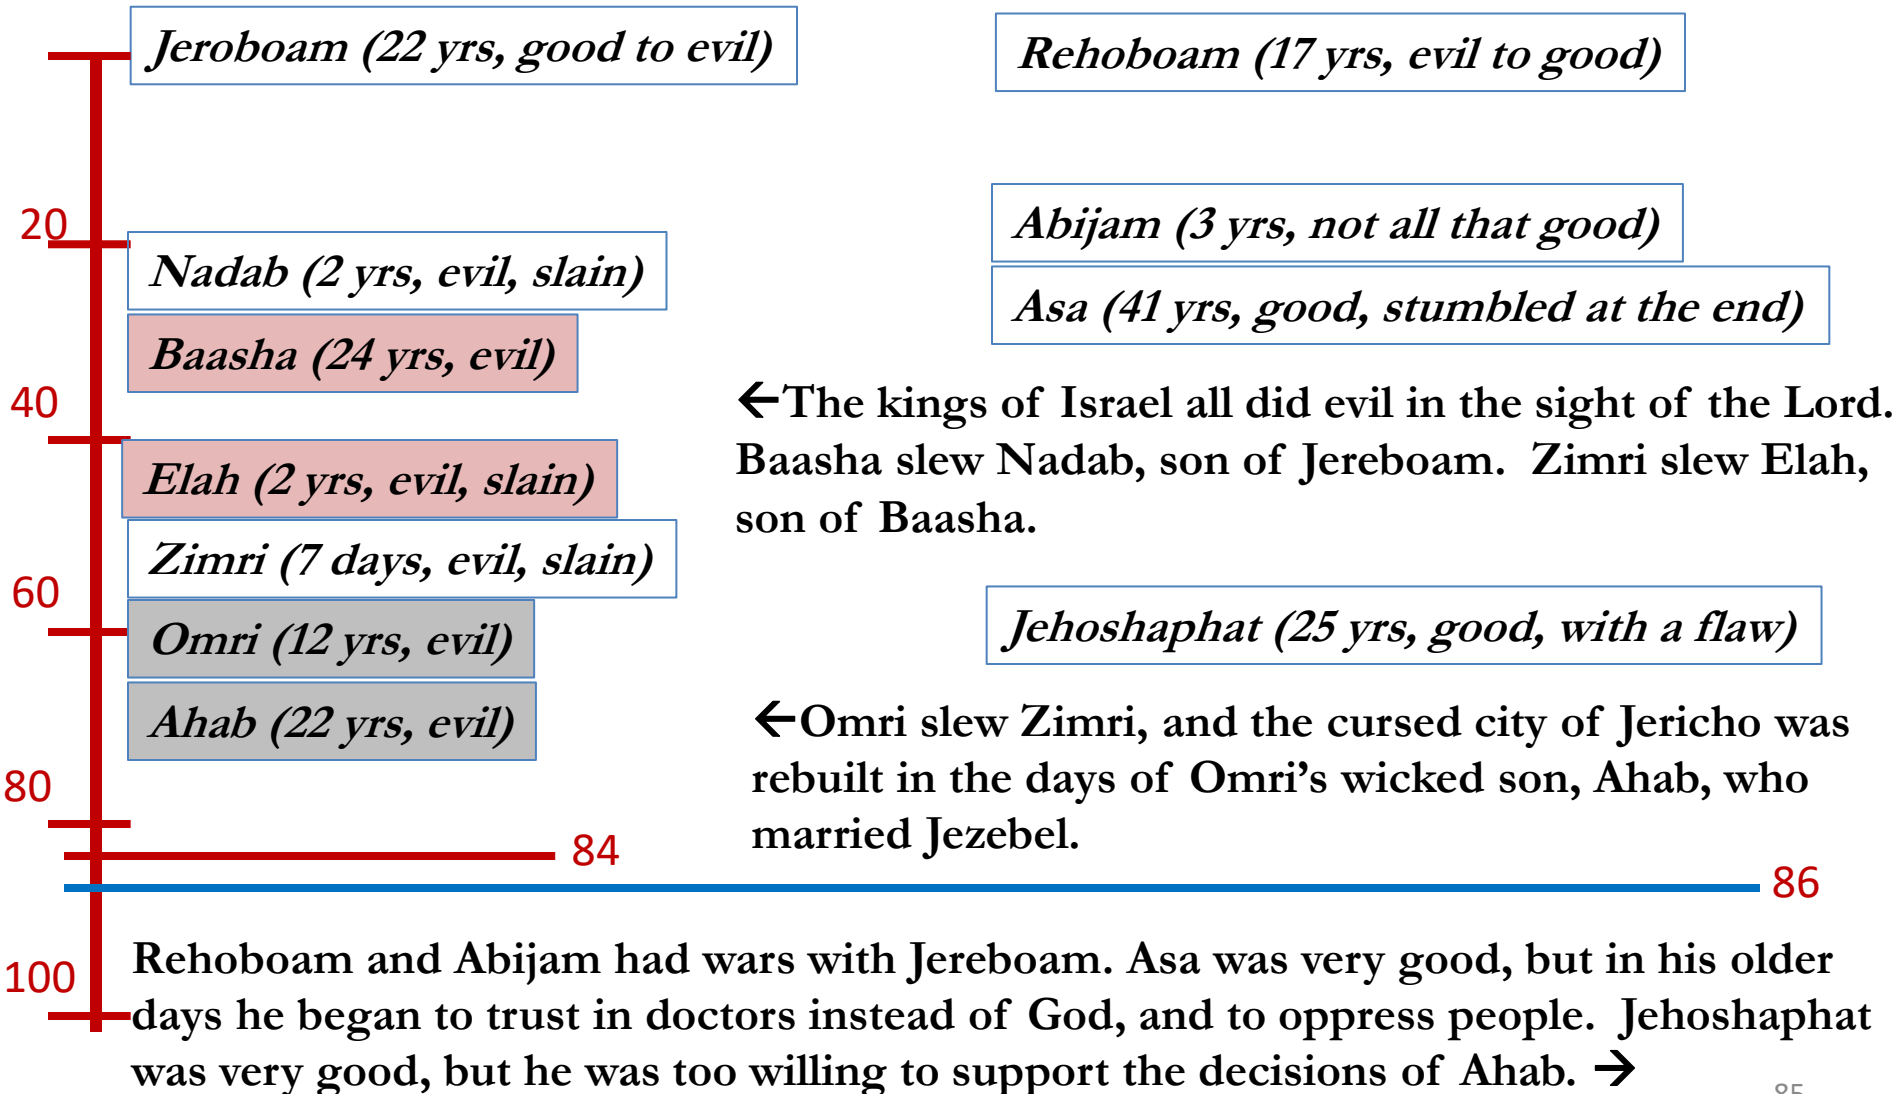 Jeroboam (22 yrs, good to evil)
Rehoboam (17 yrs, evil to good)
20
Abijam (3 yrs, not all that good)
Nadab (2 yrs, evil, slain)
Asa (41 yrs, good, stumbled at the end)
Baasha (24 yrs, evil)
40
←The kings of Israel all did evil in the sight of the Lord.
Baasha slew Nadab, son of Jereboam. Zimri slew Elah,
son of Baasha.
Elah (2 yrs, evil, slain)
Zimri (7 days, evil, slain)
60
Omri (12 yrs, evil)
Jehoshaphat (25 yrs, good, with a flaw)
Ahab (22 yrs, evil)
←Omri slew Zimri, and the cursed city of Jericho was
rebuilt in the days of Omri’s wicked son, Ahab, who
married Jezebel.
80
84
86
100
Rehoboam and Abijam had wars with Jereboam. Asa was very good, but in his older
days he began to trust in doctors instead of God, and to oppress people. Jehoshaphat
was very good, but he was too willing to support the decisions of Ahab. →
85